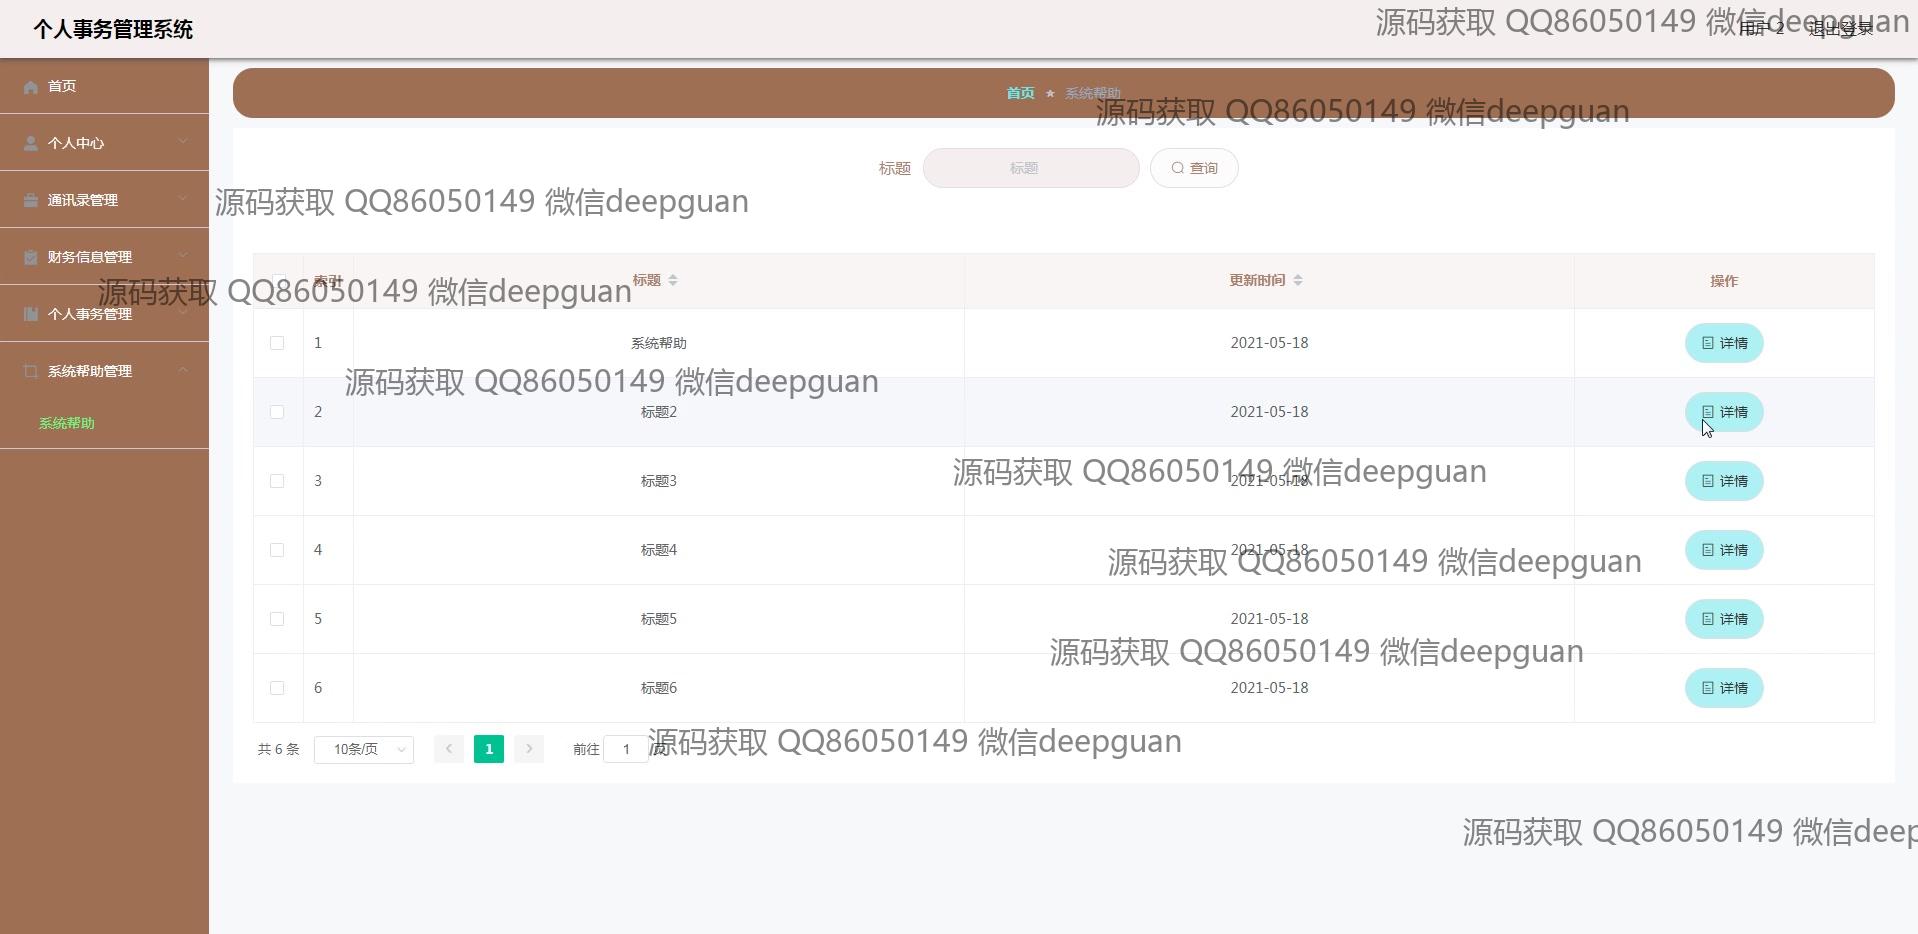 个人事务管理系统
源码获取 QQ86050149 微信deepguan
用户 2 退出登录
首页
个人中心
通讯录管理
财务信息管理
个人事务管理
系统帮助管理
系统帮助
首页 ★ 系统帮助
源码获取 QQ86050149 微信deepguan
标题 标题 查询
源码获取 QQ86050149 微信deepguan
索引 标题 更新时间 操作
源码获取 QQ86050149 微信deepguan
1 系统帮助 2021-05-18 详情
源码获取 QQ86050149 微信deepguan
2 标题2 2021-05-18 详情
源码获取 QQ86050149 微信deepguan
3 标题3 2021-05-18 详情
4 标题4 2021-05-18 详情
源码获取 QQ86050149 微信deepguan
5 标题5 2021-05-18 详情
源码获取 QQ86050149 微信deepguan
6 标题6 2021-05-18 详情
共 6 条 10条/页 1 前往 1 页
源码获取 QQ86050149 微信deepguan
源码获取 QQ86050149 微信deep